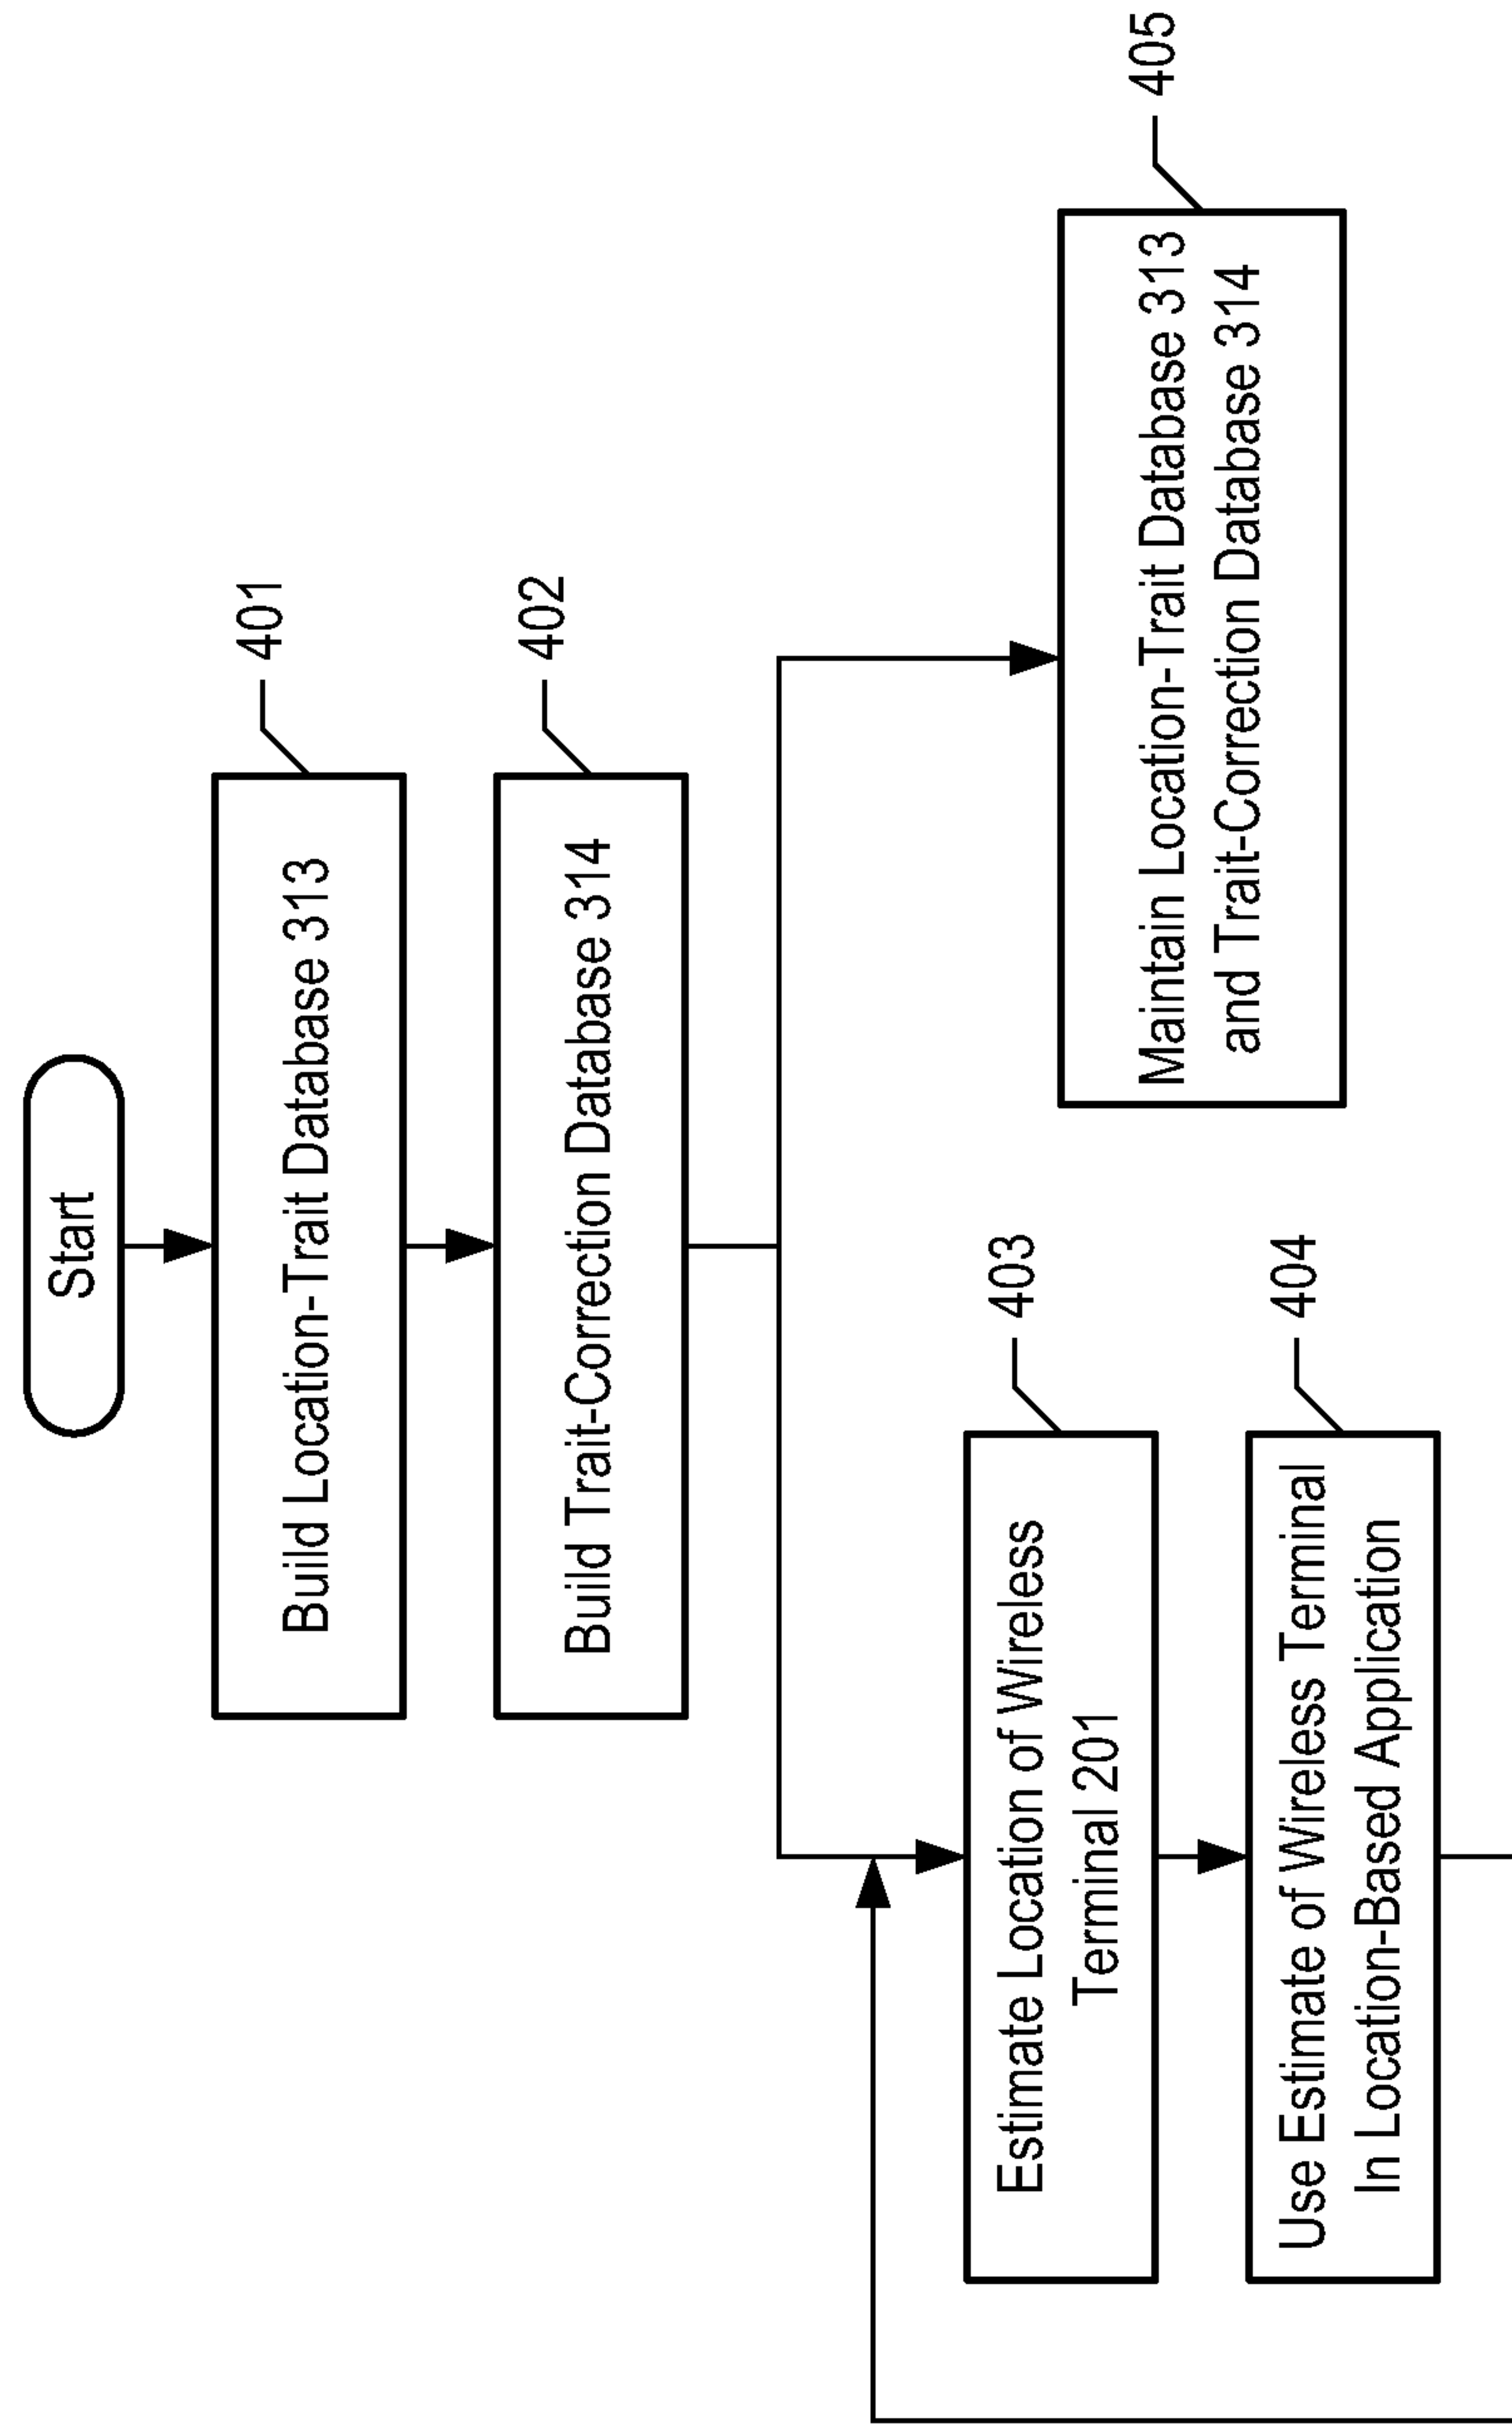 Start
401
Build Location-Trait Database 313
402
Build Trait-Correction Database 314
403
Estimate Location of Wireless
Terminal 201
404
Use Estimate of Wireless Terminal
In Location-Based Application
405
Maintain Location-Trait Database 313
and Trait-Correction Database 314